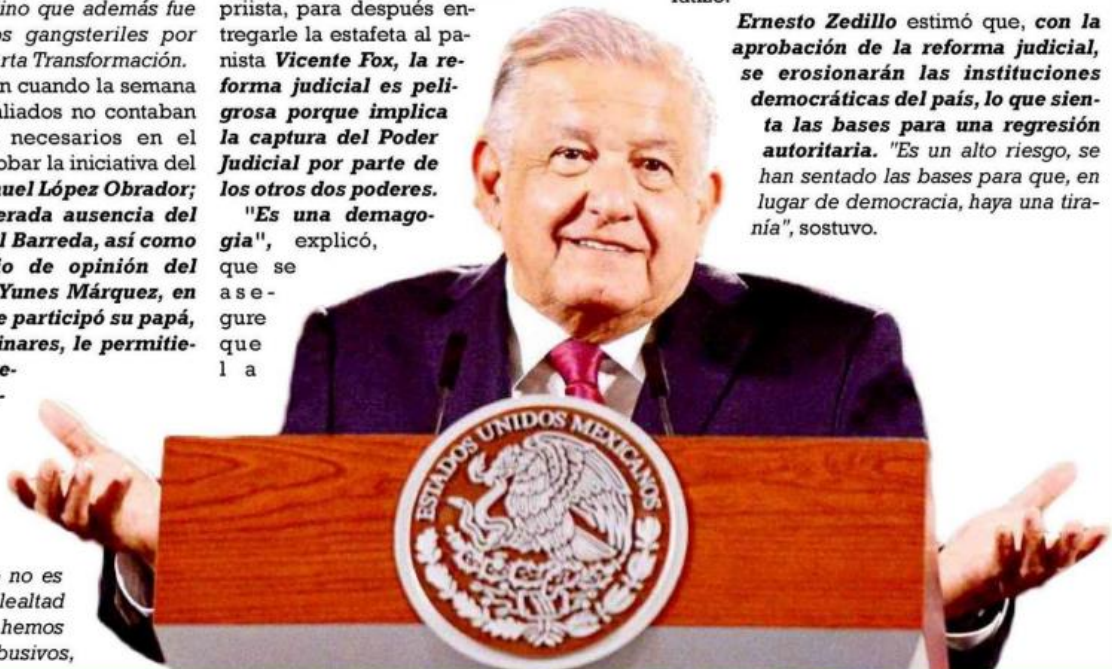 ino que además fue
os gangsteriles por
rta Transformación.
n cuando la semana
liados no contaban
necesarios en el
obar la iniciativa del
uel López Obrador;
erada ausencia del
l Barreda, así como
io de opinión del
Yunes Márquez, en
e participó su papá,
inares, le permitie-
e-
no es
lealtad
hemos
busivos,
priista, para después en-
tregarle la estafeta al pa-
nista Vicente Fox, la re-
forma judicial es peli-
grosa porque implica
la captura del Poder
Judicial por parte de
los otros dos poderes.
"Es una demago-
gia", explicó,
que se
ase-
gure
que
la
Ernesto Zedillo estimó que, con la
aprobación de la reforma judicial,
se erosionarán las instituciones
democráticas del país, lo que sien-
ta las bases para una regresión
autoritaria. "Es un alto riesgo, se
han sentado las bases para que, en
lugar de democracia, haya una tira-
nía", sostuvo.
ESTADOS UNIDOS MEXICANOS